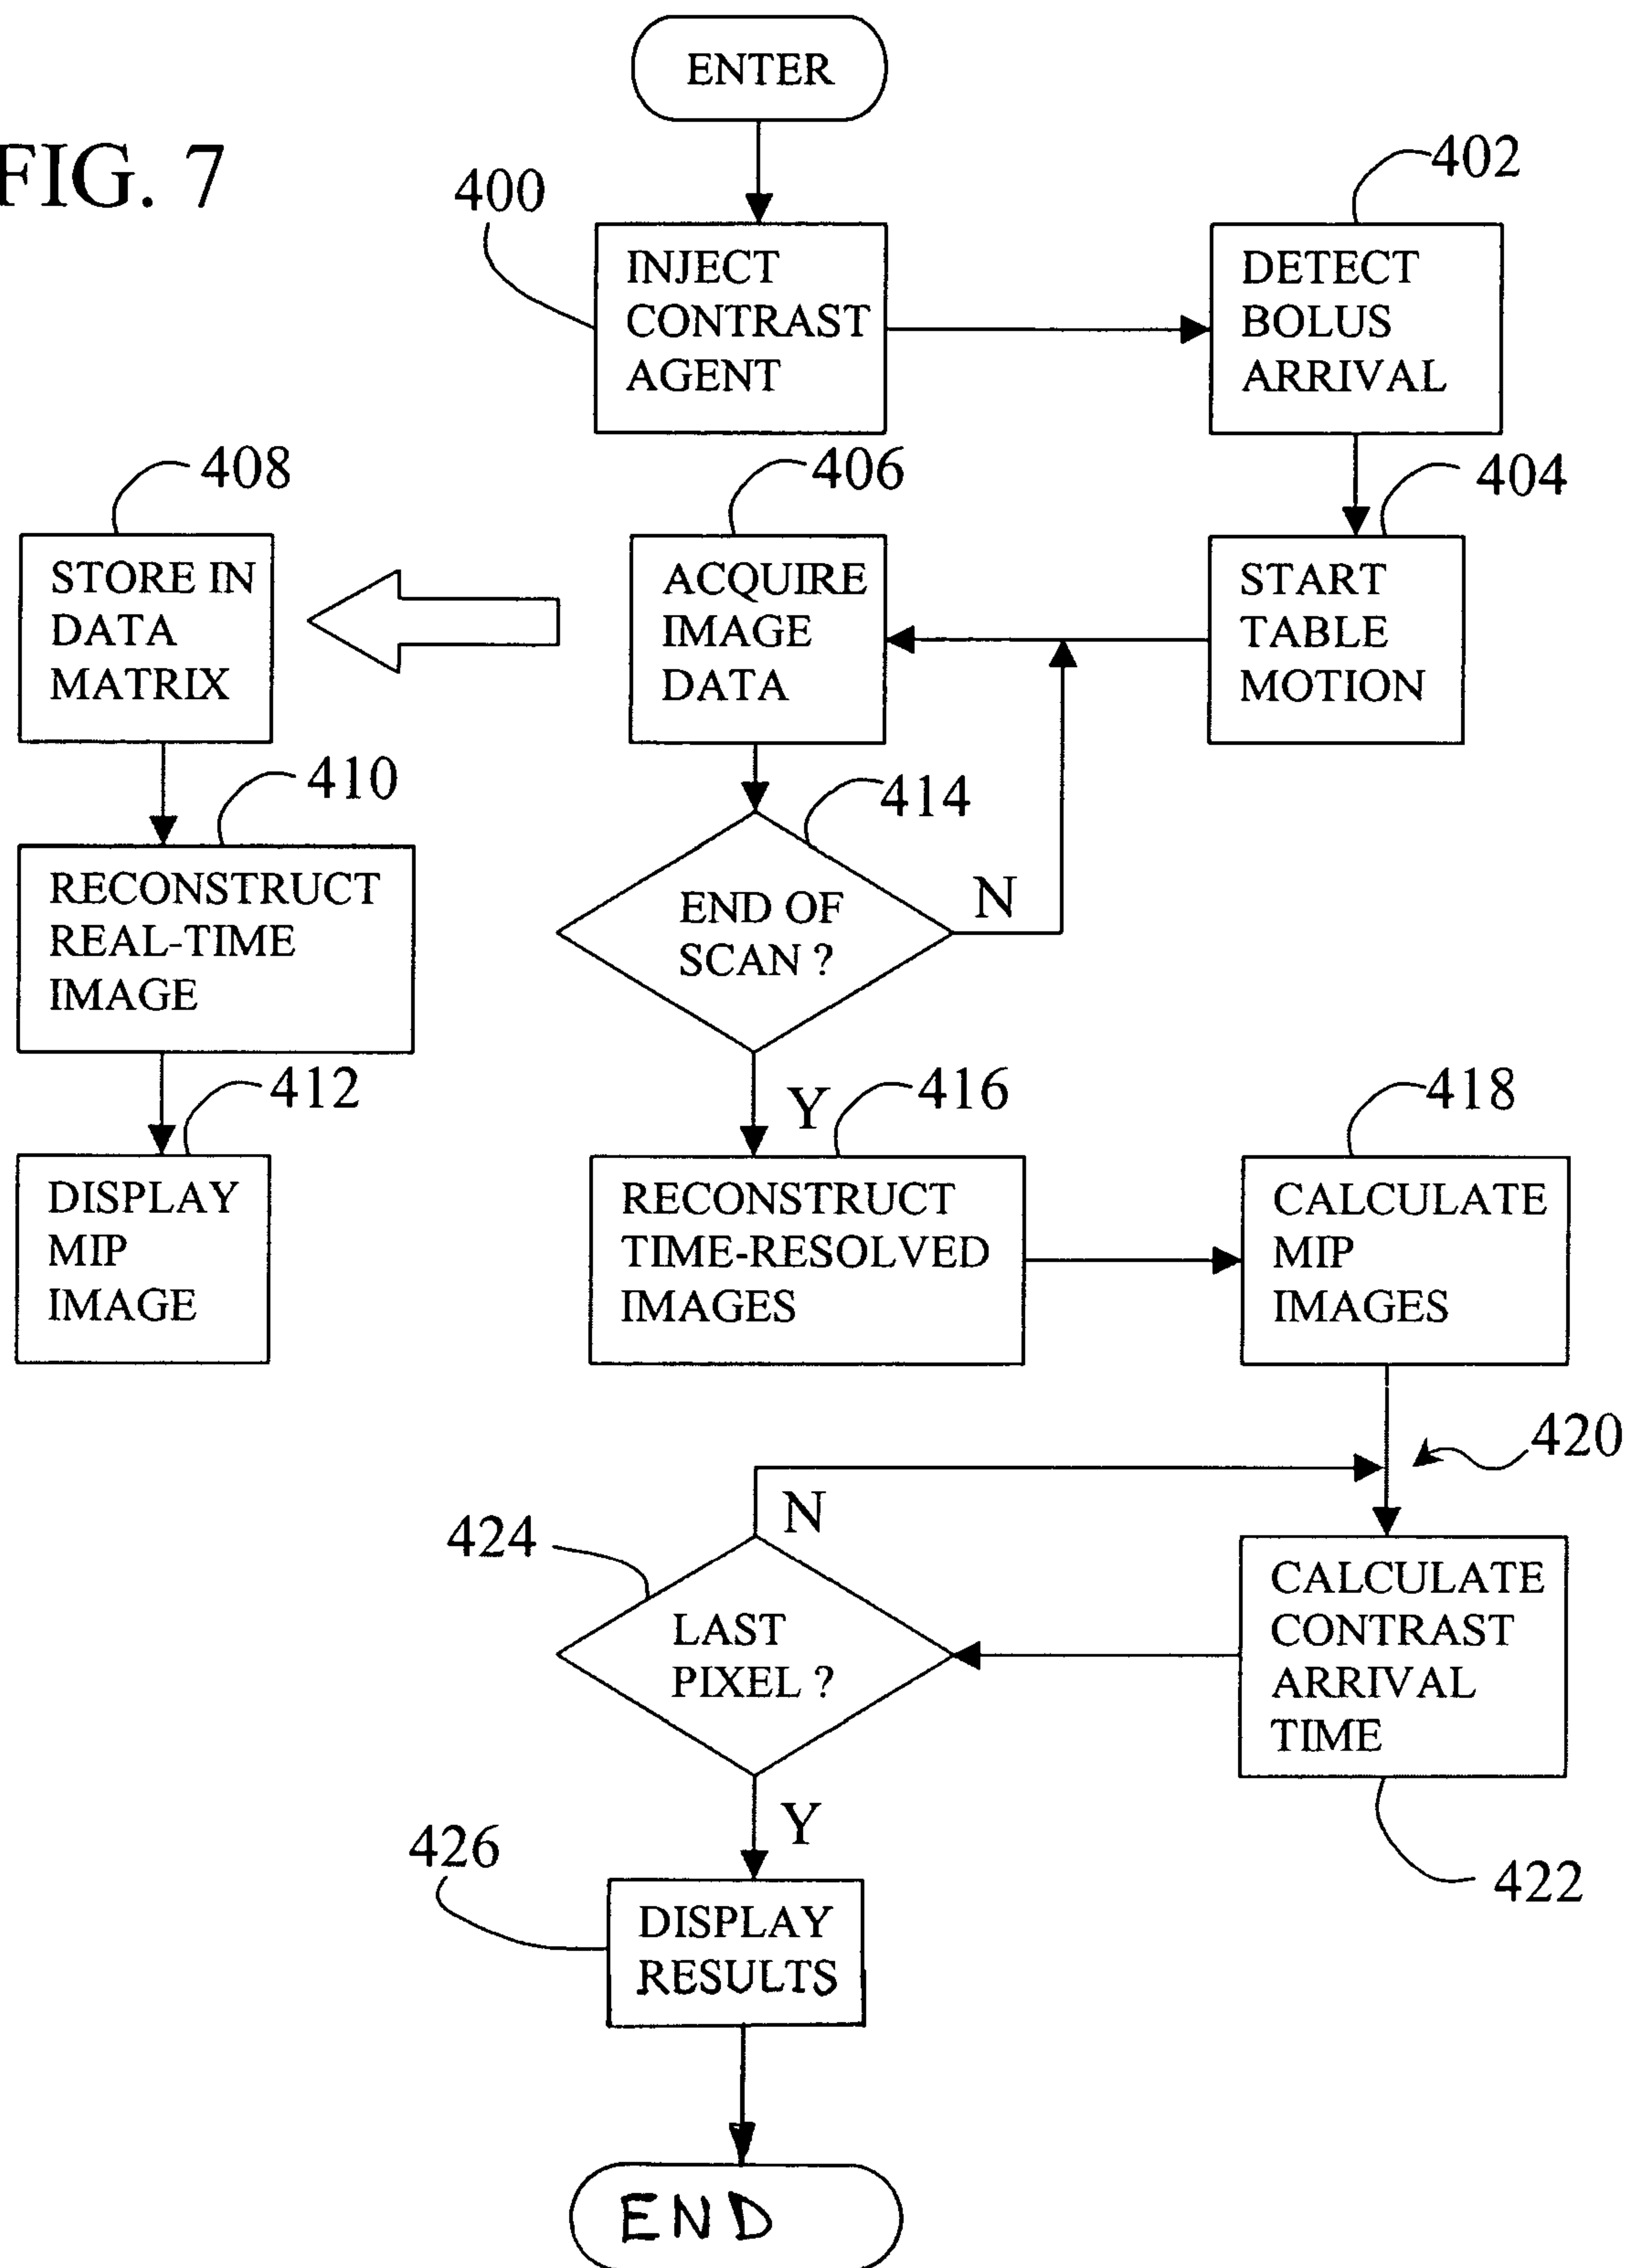 FIG. 7
ENTER
400
INJECT
CONTRAST
AGENT
402
DETECT
BOLUS
ARRIVAL
408
STORE IN
DATA
MATRIX
406
ACQUIRE
IMAGE
DATA
404
START
TABLE
MOTION
410
RECONSTRUCT
REAL-TIME
IMAGE
414
END OF
SCAN ?
N
Y
412
DISPLAY
MIP
IMAGE
416
RECONSTRUCT
TIME-RESOLVED
IMAGES
418
CALCULATE
MIP
IMAGES
420
N
424
LAST
PIXEL ?
CALCULATE
CONTRAST
ARRIVAL
TIME
422
Y
426
DISPLAY
RESULTS
END